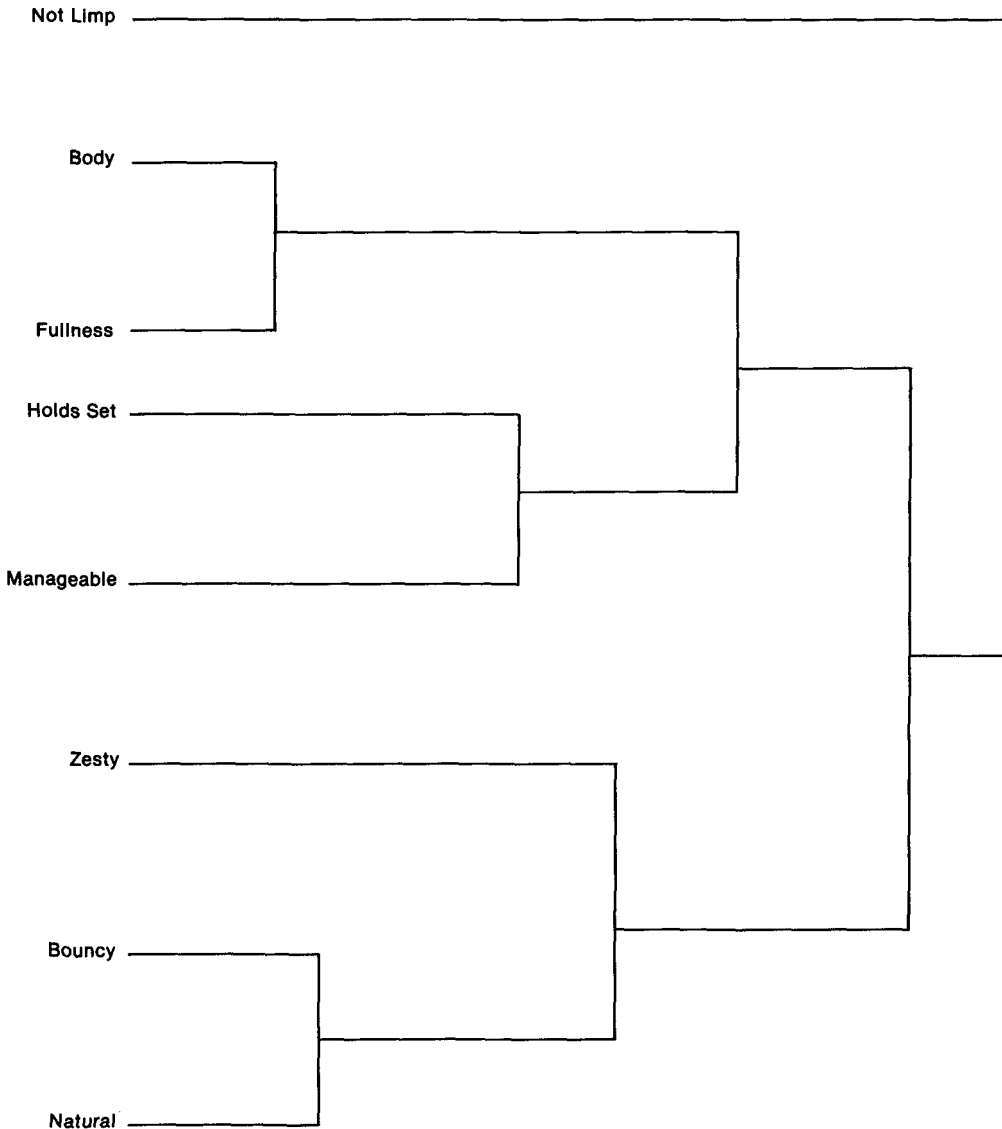 Not Limp
Body
Fullness
Holds Set
Manageable
Zesty
Bouncy
Natural